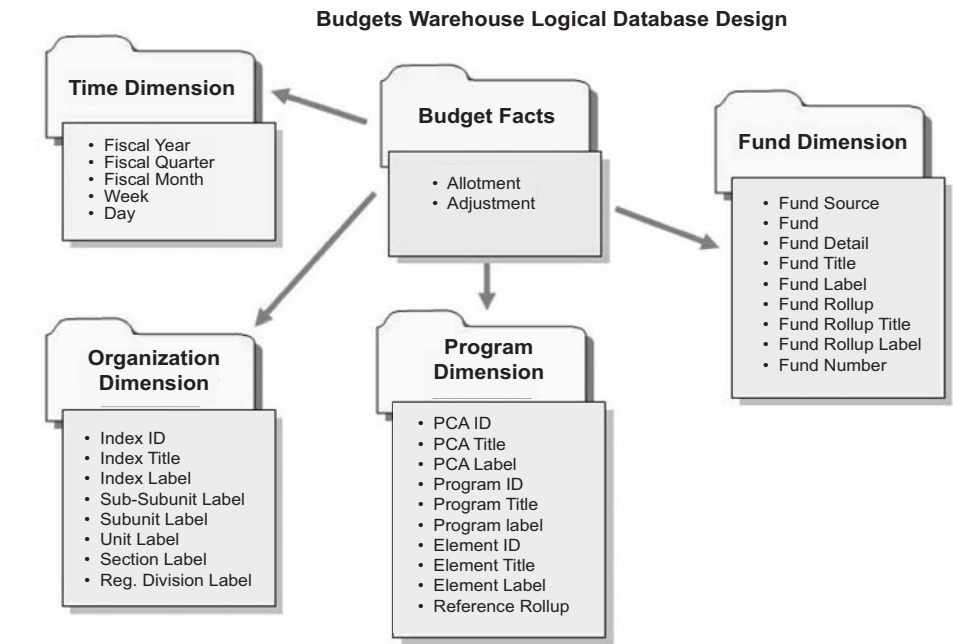 Budgets Warehouse Logical Database Design
Time Dimension
• Fiscal Year
• Fiscal Quarter
• Fiscal Month
• Week
• Day
Budget Facts
• Allotment
• Adjustment
Fund Dimension
• Fund Source
• Fund
• Fund Detail
• Fund Title
• Fund Label
• Fund Rollup
• Fund Rollup Title
• Fund Rollup Label
• Fund Number
Organization
Dimension
• Index ID
• Index Title
• Index Label
• Sub-Subunit Label
• Subunit Label
• Unit Label
• Section Label
• Reg. Division Label
Program
Dimension
• PCA ID
• PCA Title
• PCA Label
• Program ID
• Program Title
• Program label
• Element ID
• Element Title
• Element Label
• Reference Rollup